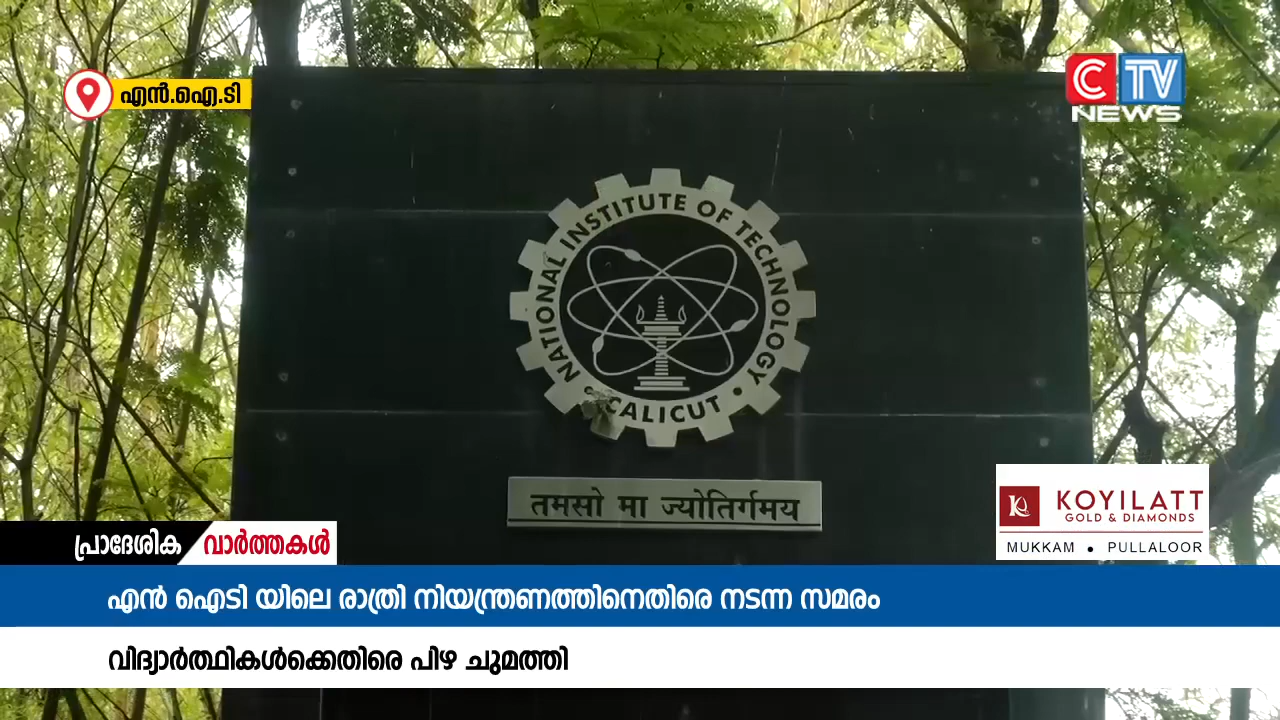 എൻ.ഐ.ടി
C TV
NEWS
NATIONAL INSTITUTE OF TECHNOLOGY
CALICUT
तमसो मा ज्योतिर्गमय
KOYILATT
GOLD & DIAMONDS
MUKKAM • PULLALOOR
പ്രാദേശിക വാർത്തകൾ
എൻ ഐടി യിലെ രാത്രി നിയന്ത്രണത്തിനെതിരെ നടന്ന സമരം
വിദ്യാർത്ഥികൾക്കെതിരെ പിഴ ചുമത്തി